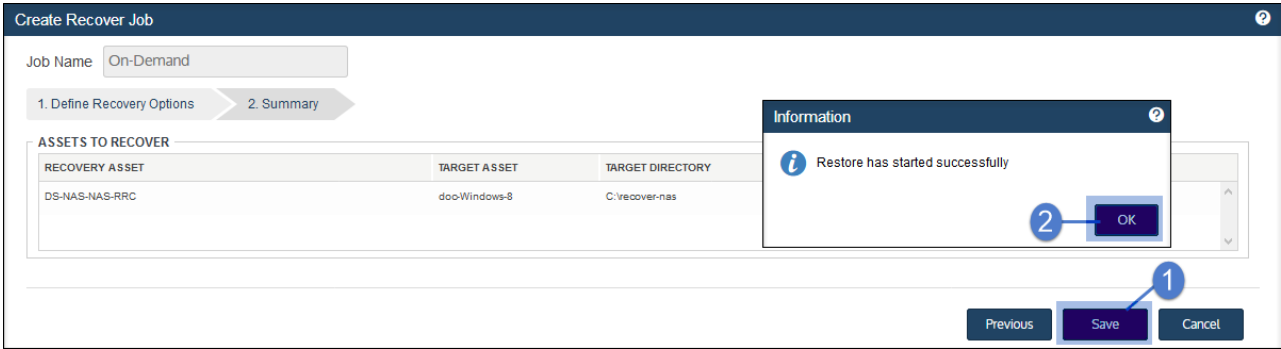 Create Recover Job ?
Job Name On-Demand
1. Define Recovery Options 2. Summary
ASSETS TO RECOVER
RECOVERY ASSET TARGET ASSET TARGET DIRECTORY
DS-NAS-NAS-RRC doc-Windows-8 C:\recover-nas
Information ?
i Restore has started successfully
2 OK
1
Previous Save Cancel